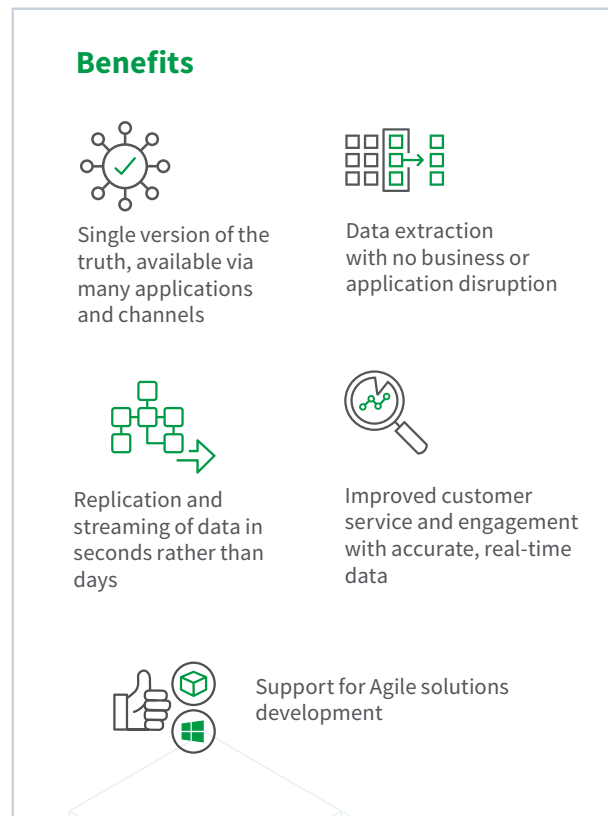 Benefits
Single version of the
truth, available via
many applications
and channels
Data extraction
with no business or
application disruption
Replication and
streaming of data in
seconds rather than
days
Improved customer
service and engagement
with accurate, real-time
data
Support for Agile solutions
development